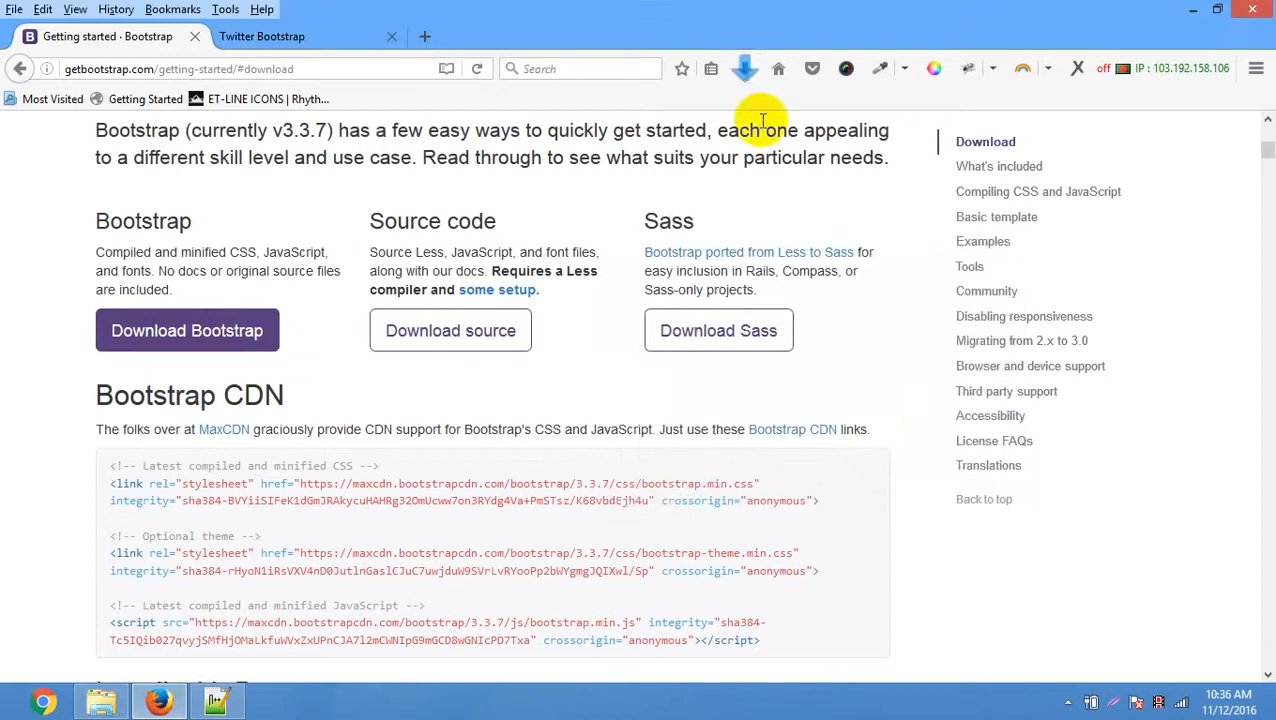 File Edit View History Bookmarks Tools Help
Getting started · Bootstrap
Twitter Bootstrap
getbootstrap.com/getting-started/#download
Search
off IP : 103.192.158.106
Most Visited Getting Started ET-LINE ICONS | Rhyth...
Bootstrap (currently v3.3.7) has a few easy ways to quickly get started, each one appealing
to a different skill level and use case. Read through to see what suits your particular needs.
Bootstrap
Compiled and minified CSS, JavaScript,
and fonts. No docs or original source files
are included.
Download Bootstrap
Source code
Source Less, JavaScript, and font files,
along with our docs. Requires a Less
compiler and some setup.
Download source
Sass
Bootstrap ported from Less to Sass for
easy inclusion in Rails, Compass, or
Sass-only projects.
Download Sass
Bootstrap CDN
The folks over at MaxCDN graciously provide CDN support for Bootstrap's CSS and JavaScript. Just use these Bootstrap CDN links.
<!-- Latest compiled and minified CSS -->
<link rel="stylesheet" href="https://maxcdn.bootstrapcdn.com/bootstrap/3.3.7/css/bootstrap.min.css"
integrity="sha384-BVYiiSIFeK1dGmJRAkycuHAHRg32OmUcww7on3RYdg4Va+PmSTsz/K68vbdEjh4u" crossorigin="anonymous">
<!-- Optional theme -->
<link rel="stylesheet" href="https://maxcdn.bootstrapcdn.com/bootstrap/3.3.7/css/bootstrap-theme.min.css"
integrity="sha384-rHyoN1iRsVXV4nD0JutlnGaslCJuC7uwjduW9SVrLvRYooPp2bWYgmgJQIXwl/Sp" crossorigin="anonymous">
<!-- Latest compiled and minified JavaScript -->
<script src="https://maxcdn.bootstrapcdn.com/bootstrap/3.3.7/js/bootstrap.min.js" integrity="sha384-
Tc5IQib027qvyjSMfHjOMaLkfuWVxZxUPnCJA7l2mCWNIpG9mGCD8wGNIcPD7Txa" crossorigin="anonymous"></script>
Download
What's included
Compiling CSS and JavaScript
Basic template
Examples
Tools
Community
Disabling responsiveness
Migrating from 2.x to 3.0
Browser and device support
Third party support
Accessibility
License FAQs
Translations
Back to top
10:36 AM
11/12/2016